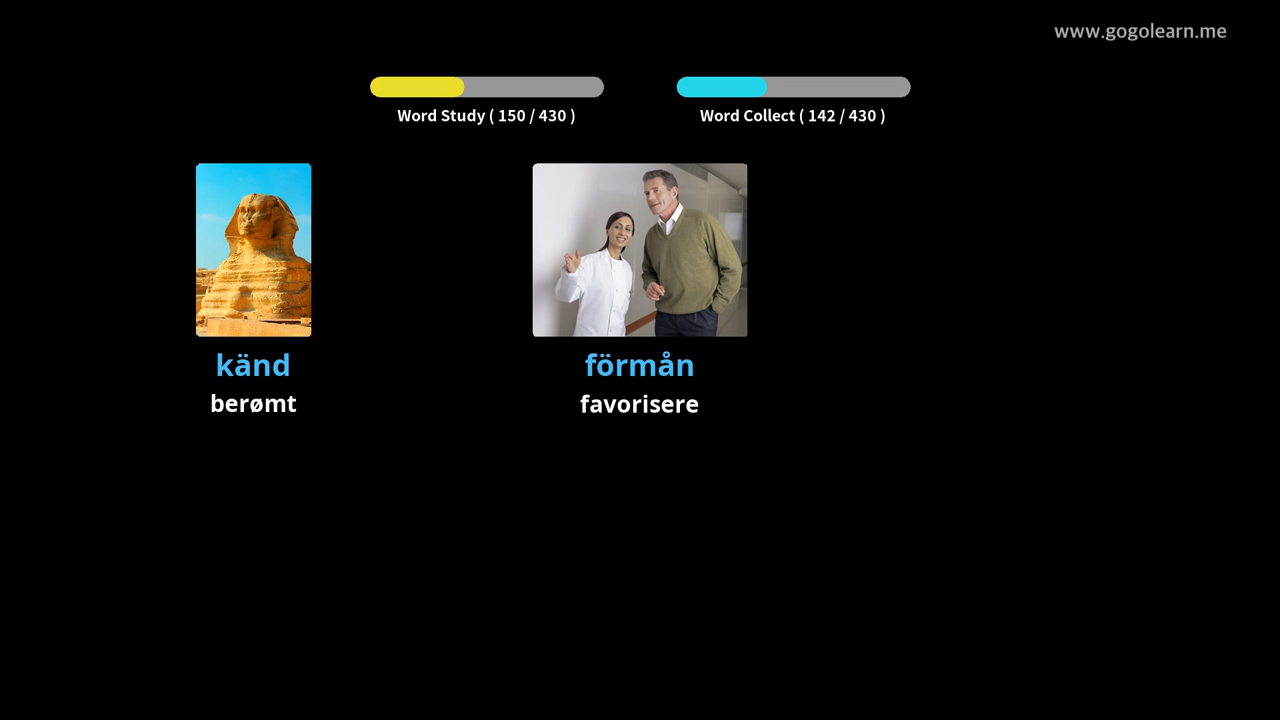 www.gogolearn.me
Word Study ( 150 / 430 )
Word Collect ( 142 / 430 )
känd
berømt
förmån
favorisere